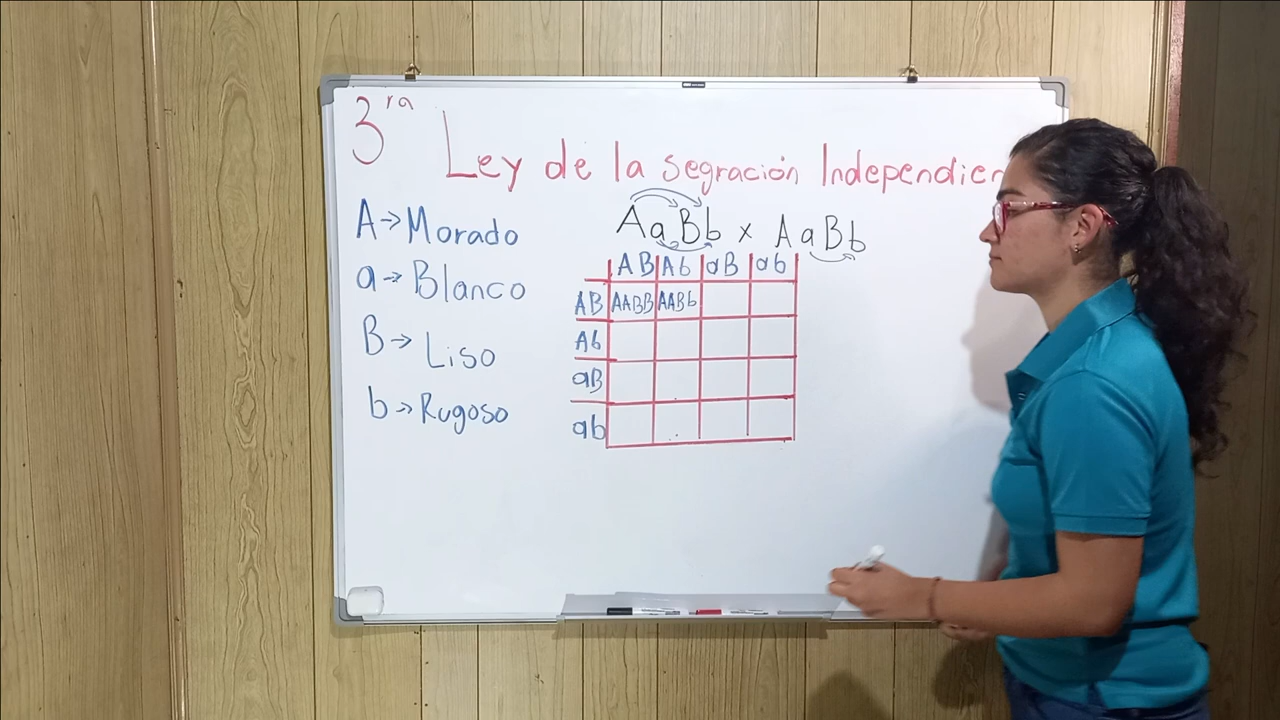 3ra Ley de la segración Independien
A→Morado
a→Blanco
B→Liso
b→Rugoso
AaBb x AaBb
AB Ab aB ab
AB AABB AABb
Ab
aB
ab